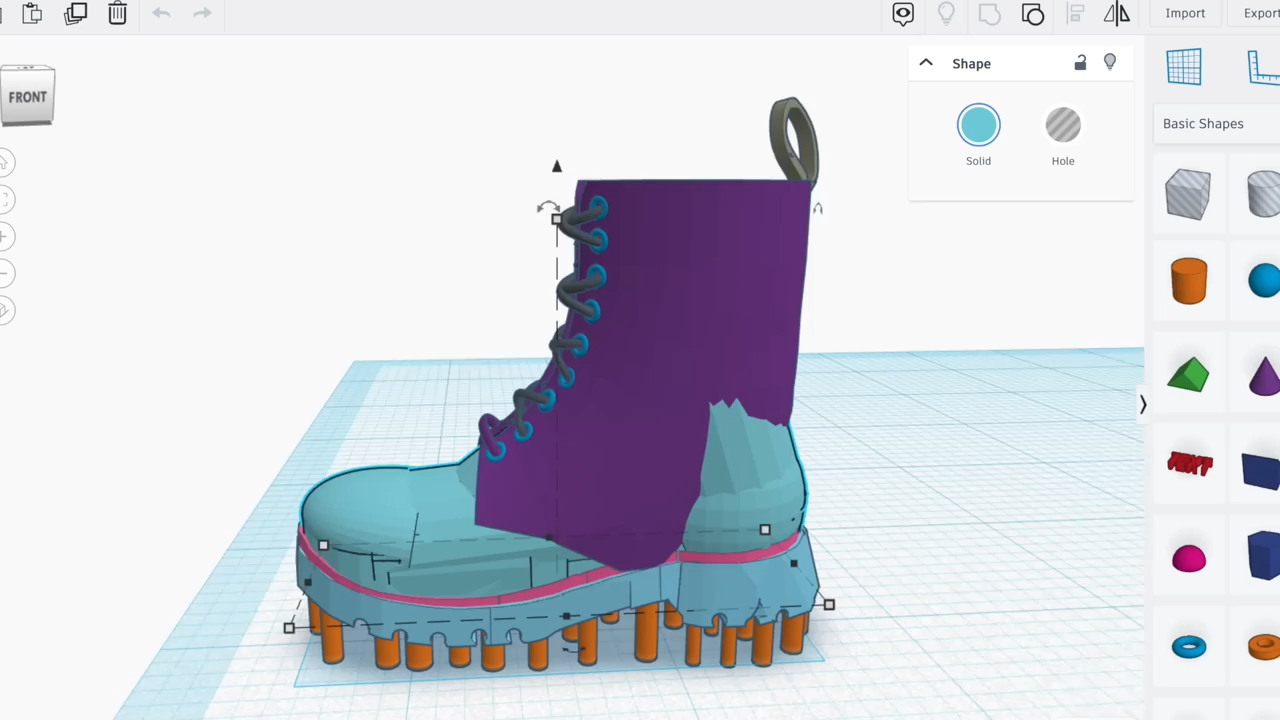 Import
Export
FRONT
Shape
Solid
Hole
Basic Shapes